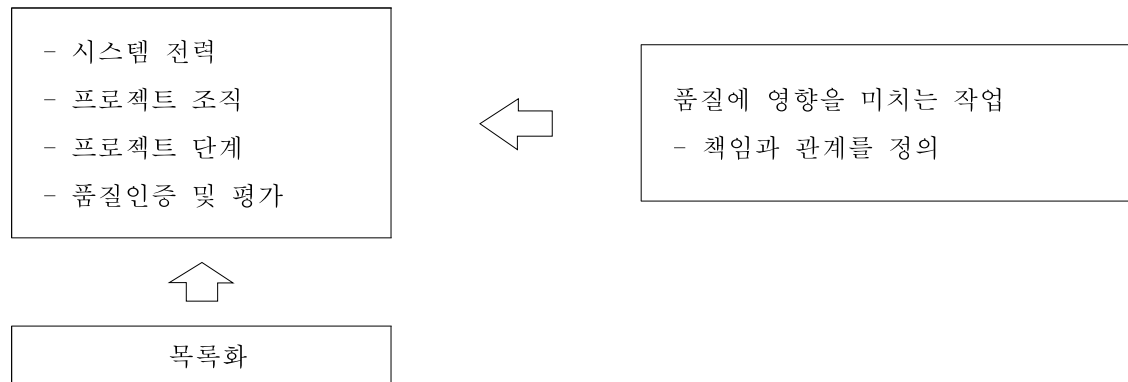 - 시스템 전력
- 프로젝트 조직
- 프로젝트 단계
- 품질인증 및 평가
품질에 영향을 미치는 작업
- 책임과 관계를 정의
목록화